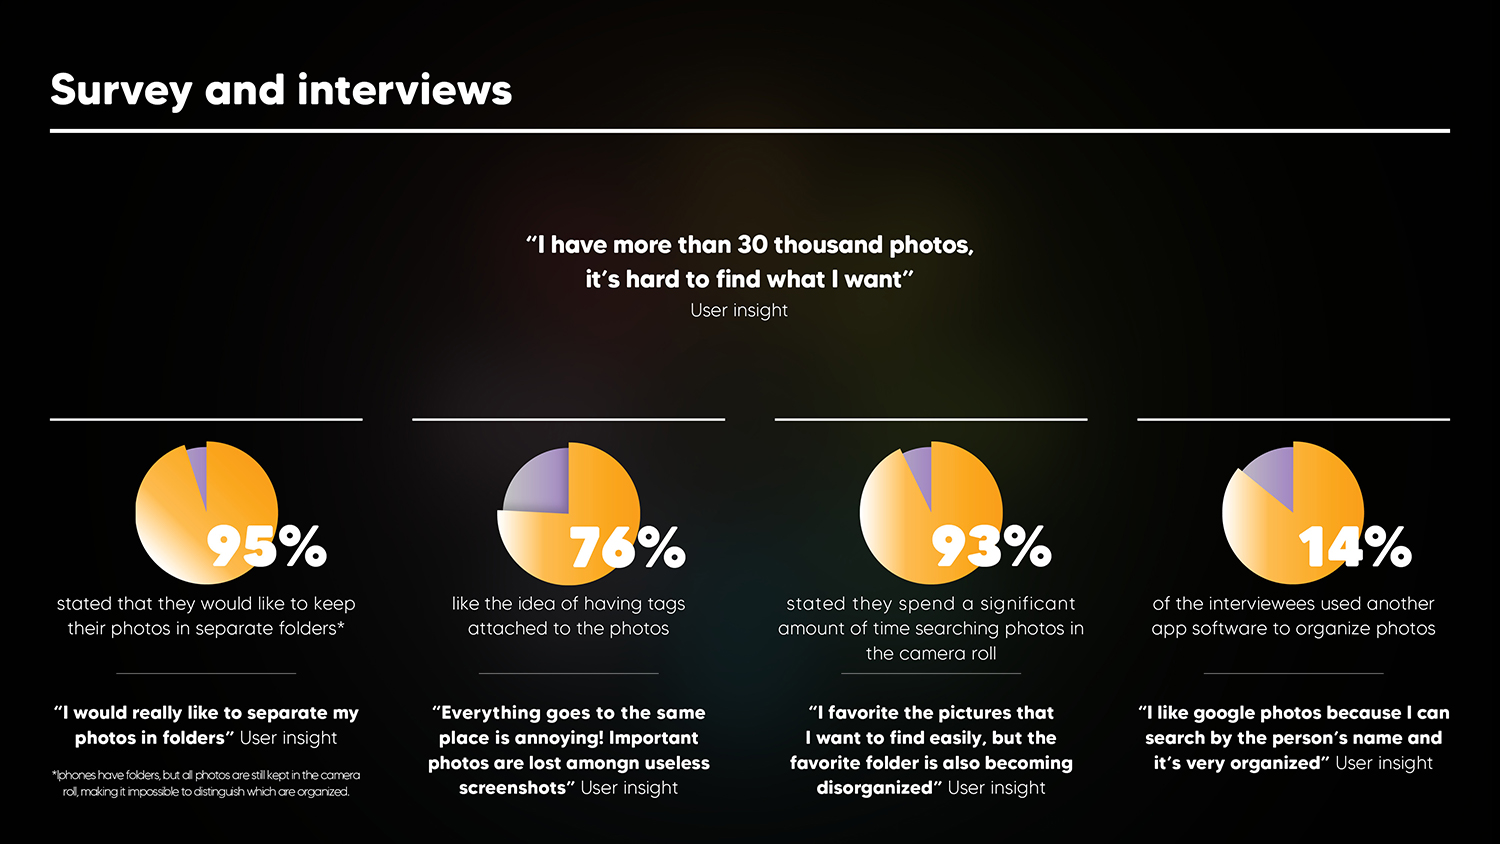 Survey and interviews
“I have more than 30 thousand photos,
it’s hard to find what I want”
User insight
95%
stated that they would like to keep
their photos in separate folders*
“I would really like to separate my
photos in folders” User insight
*Iphones have folders, but all photos are still kept in the camera
roll, making it impossible to distinguish which are organized.
76%
like the idea of having tags
attached to the photos
“Everything goes to the same
place is annoying! Important
photos are lost amongn useless
screenshots” User insight
93%
stated they spend a significant
amount of time searching photos in
the camera roll
“I favorite the pictures that
I want to find easily, but the
favorite folder is also becoming
disorganized” User insight
14%
of the interviewees used another
app software to organize photos
“I like google photos because I can
search by the person’s name and
it’s very organized” User insight